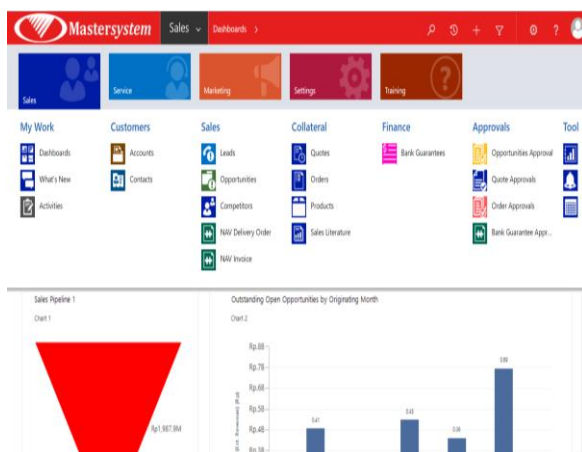 Mastersystem Sales Dashboards
Sales Service Marketing Settings Training
My Work Customers Sales Collateral Finance Approvals Tool
Dashboards Accounts Leads Quotes Bank Guarantees Opportunities Approval
What's New Contacts Opportunities Orders Quote Approvals
Activities Competitors Products Order Approvals
NAV Delivery Order Sales Literature Bank Guarantee Appr...
NAV Invoice
Sales Pipeline 1 Outstanding Open Opportunities by Originating Month
Chart 1 Chart 2
Rp.8B
Rp.7B
Rp.6B
Rp.5B
Rp.4B
Rp.3B
Rp1,987.9M
0.41
0.43